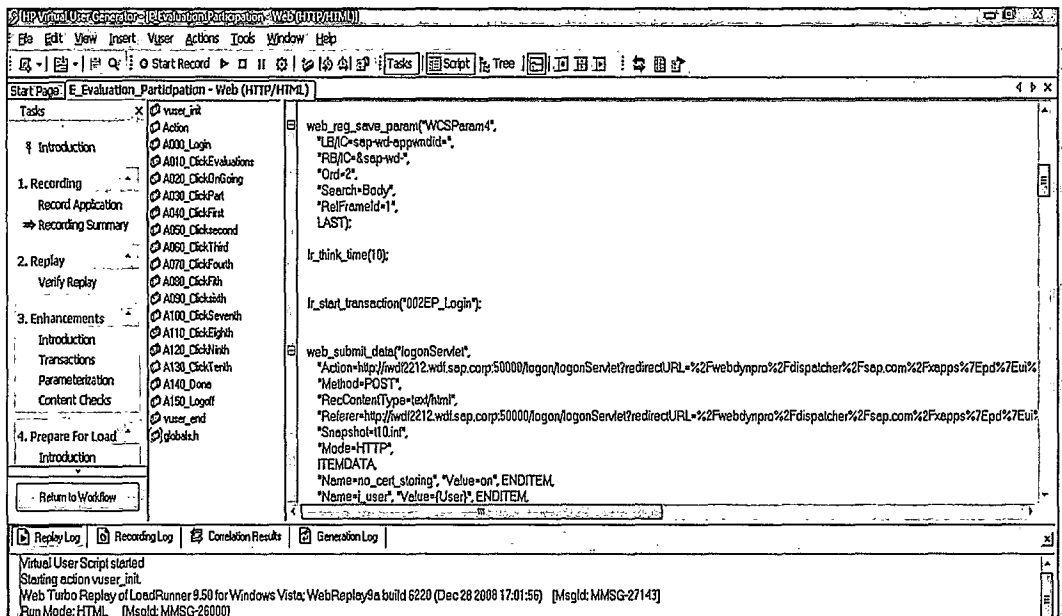 HP Virtual User Generator - [E_Evaluation_Participation - Web (HTTP/HTML)]
File Edit View Insert Vuser Actions Tools Window Help
Start Record Tasks Script Tree
Start Page E_Evaluation_Participation - Web (HTTP/HTML)
Tasks
Introduction
1. Recording
Record Application
Recording Summary
2. Replay
Verify Replay
3. Enhancements
Introduction
Transactions
Parameterization
Content Checks
4. Prepare For Load
Introduction
Return to Workflow
vuser_init
Action
A000_Login
A010_ClickEvaluations
A020_ClickOnGoing
A030_ClickPart
A040_ClickFirst
A050_Clicksecond
A060_ClickThird
A070_ClickFourth
A080_ClickFith
A090_Clicksixth
A100_ClickSeventh
A110_ClickEighth
A120_ClickNinth
A130_ClickTenth
A140_Done
A150_Logoff
vuser_end
globals.h
web_reg_save_param("WCSParam4",
"LB/IC=sap-wd-appwndid=",
"RB/IC=&sap-wd-",
"Ord=2",
"Search=Body",
"RelFrameId=1",
LAST);
lr_think_time(10);
lr_start_transaction("002EP_Login");
web_submit_data("logonServlet",
"Action=http://iwdf2212.wdf.sap.corp:50000/logon/logonServlet?redirectURL=%2Fwebdynpro%2Fdispatcher%2Fsap.com%2Fxapps%7Epd%7Eui%
"Method=POST",
"RecContentType=text/html",
"Referer=http://iwdf2212.wdf.sap.corp:50000/logon/logonServlet?redirectURL=%2Fwebdynpro%2Fdispatcher%2Fsap.com%2Fxapps%7Epd%7Eui%
"Snapshot=t10.inf",
"Mode=HTTP",
ITEMDATA,
"Name=no_cert_storing", "Value=on", ENDITEM,
"Name=j_user", "Value={User}", ENDITEM,
Replay Log Recording Log Correlation Results Generation Log
Virtual User Script started
Starting action vuser_init.
Web Turbo Replay of LoadRunner 9.50 for Windows Vista; WebReplay9a build 6220 (Dec 28 2008 17:01:56) [MsgId: MMSG-27143]
Run Mode: HTML [MsgId: MMSG-26000]